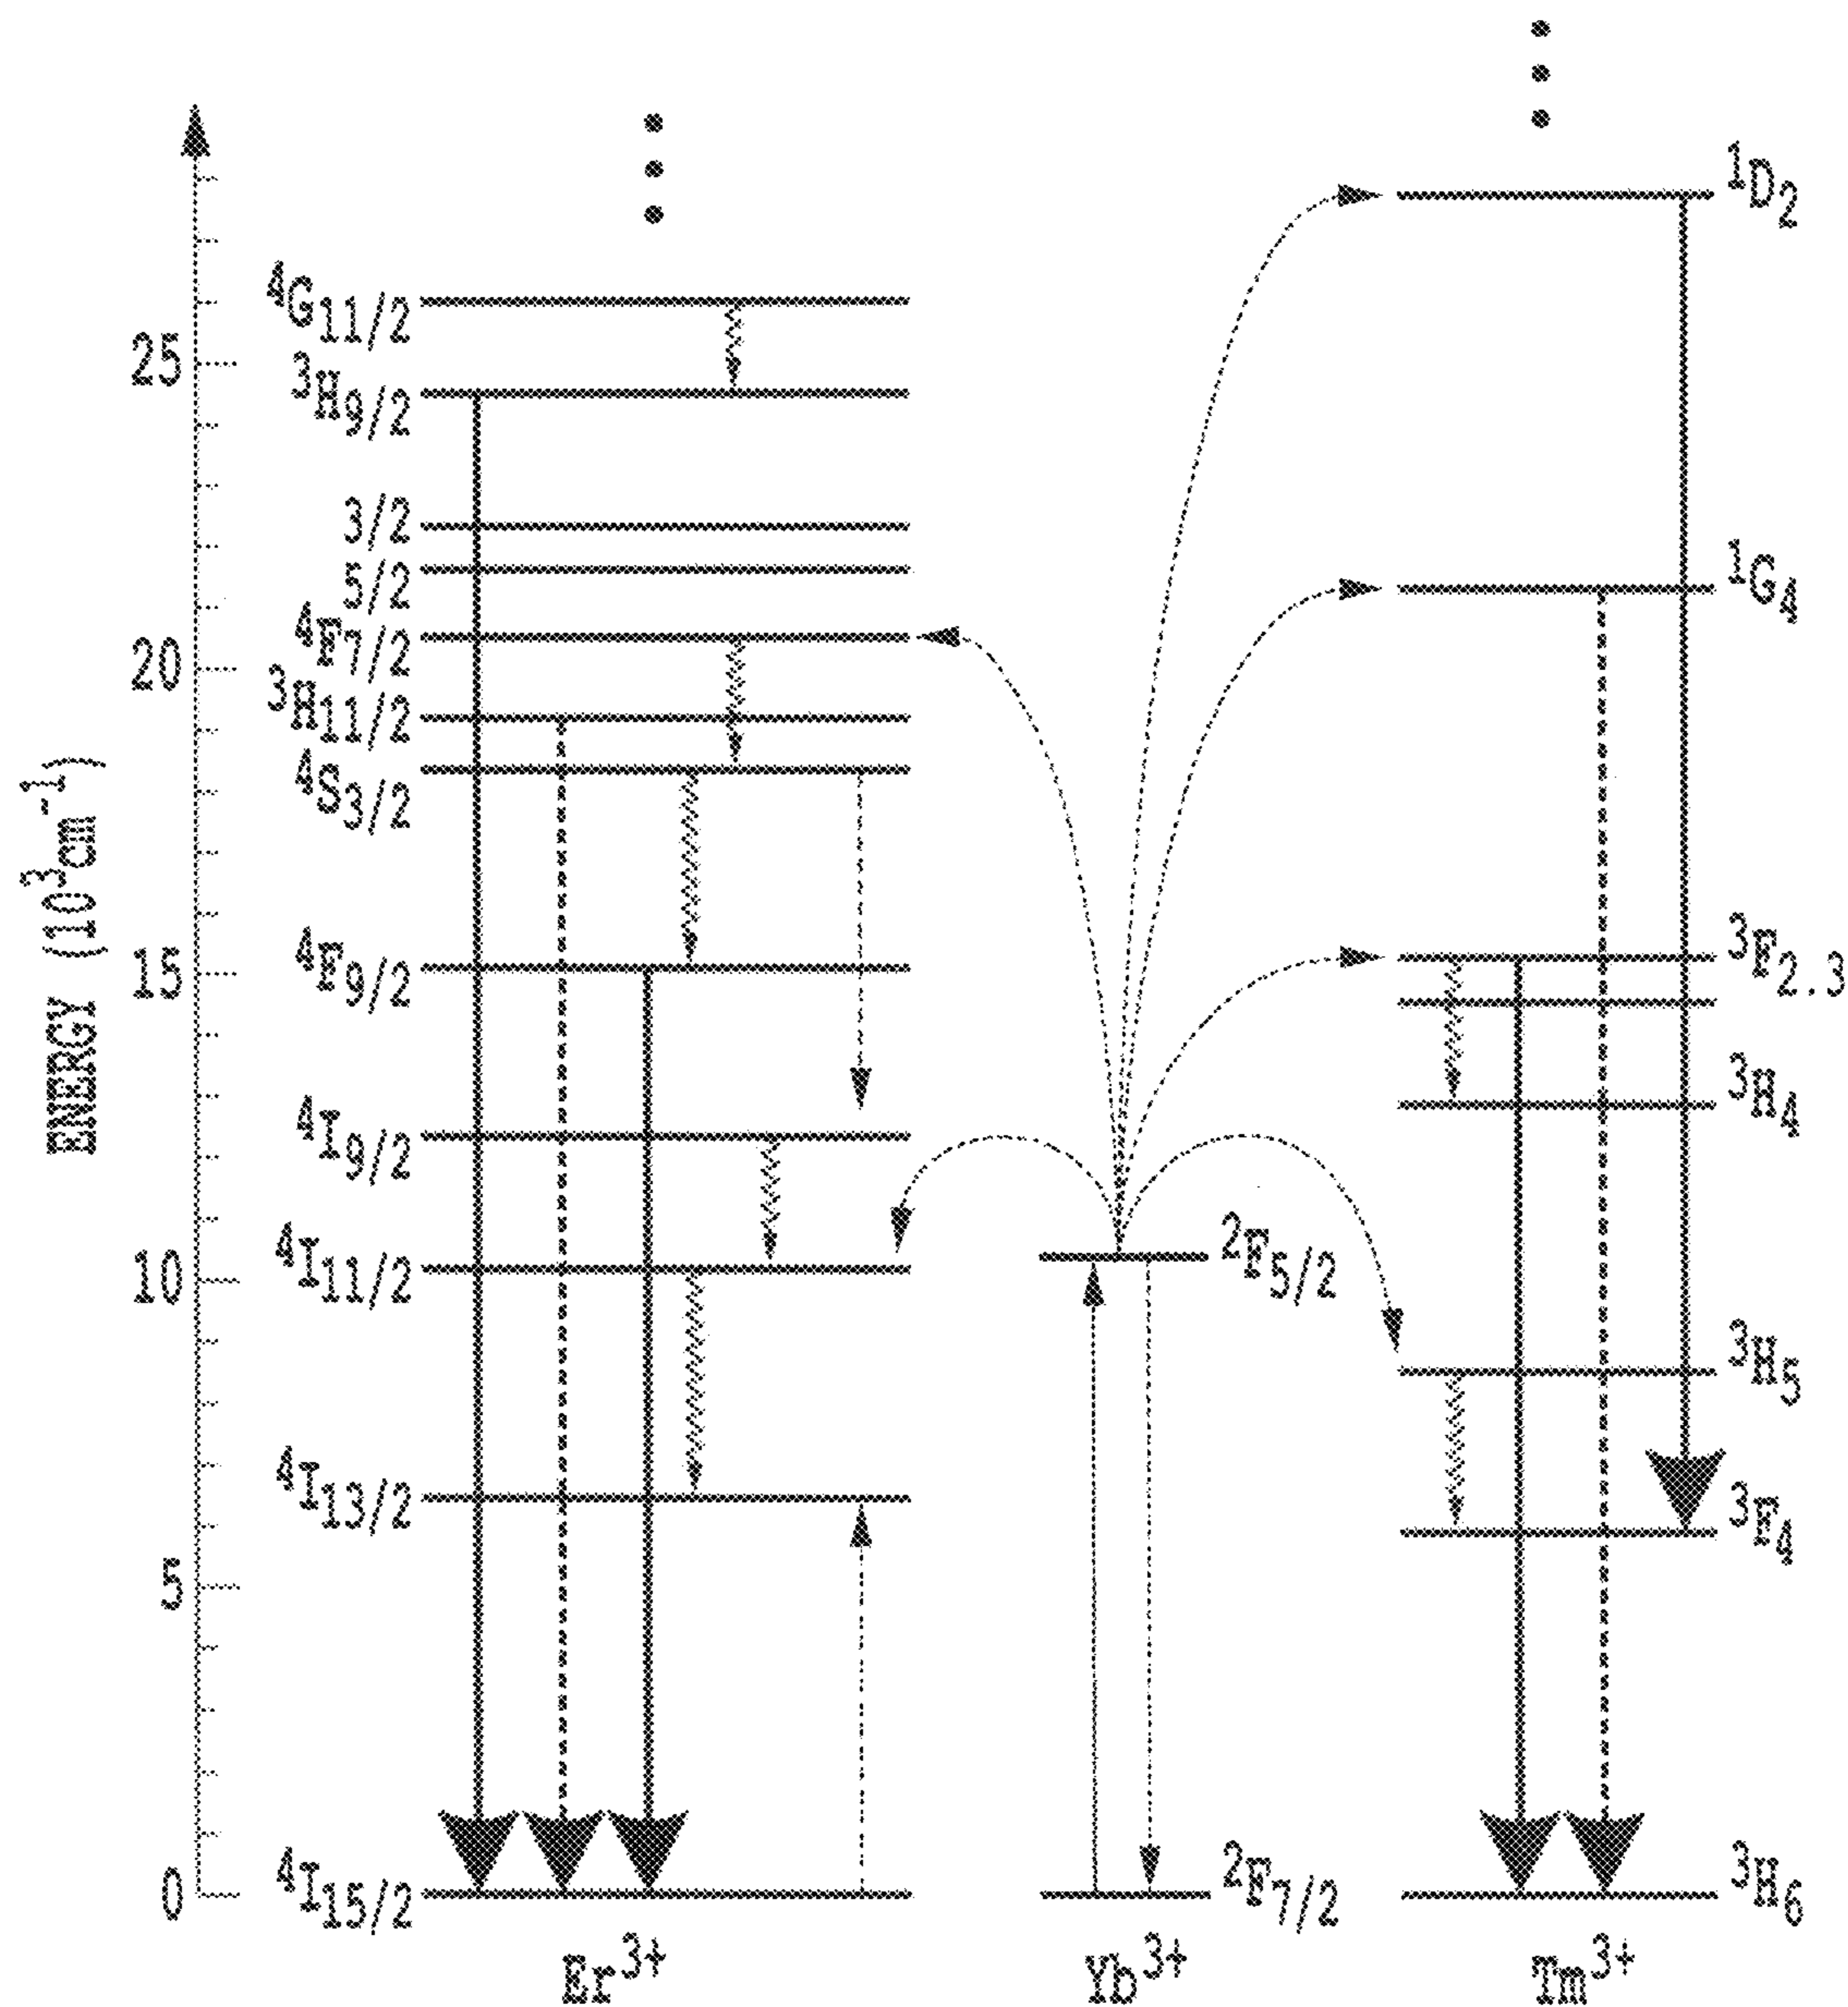 ENERGY (10³cm⁻¹)
25
20
15
10
5
0
⁴G₁₁/₂
³H₉/₂
3/2
5/2
⁴F₇/₂
³H₁₁/₂
⁴S₃/₂
⁴F₉/₂
⁴I₉/₂
⁴I₁₁/₂
⁴I₁₃/₂
⁴I₁₅/₂
Er³⁺
²F₅/₂
²F₇/₂
Yb³⁺
¹D₂
¹G₄
³F₂.₃
³H₄
³H₅
³F₄
³H₆
Tm³⁺